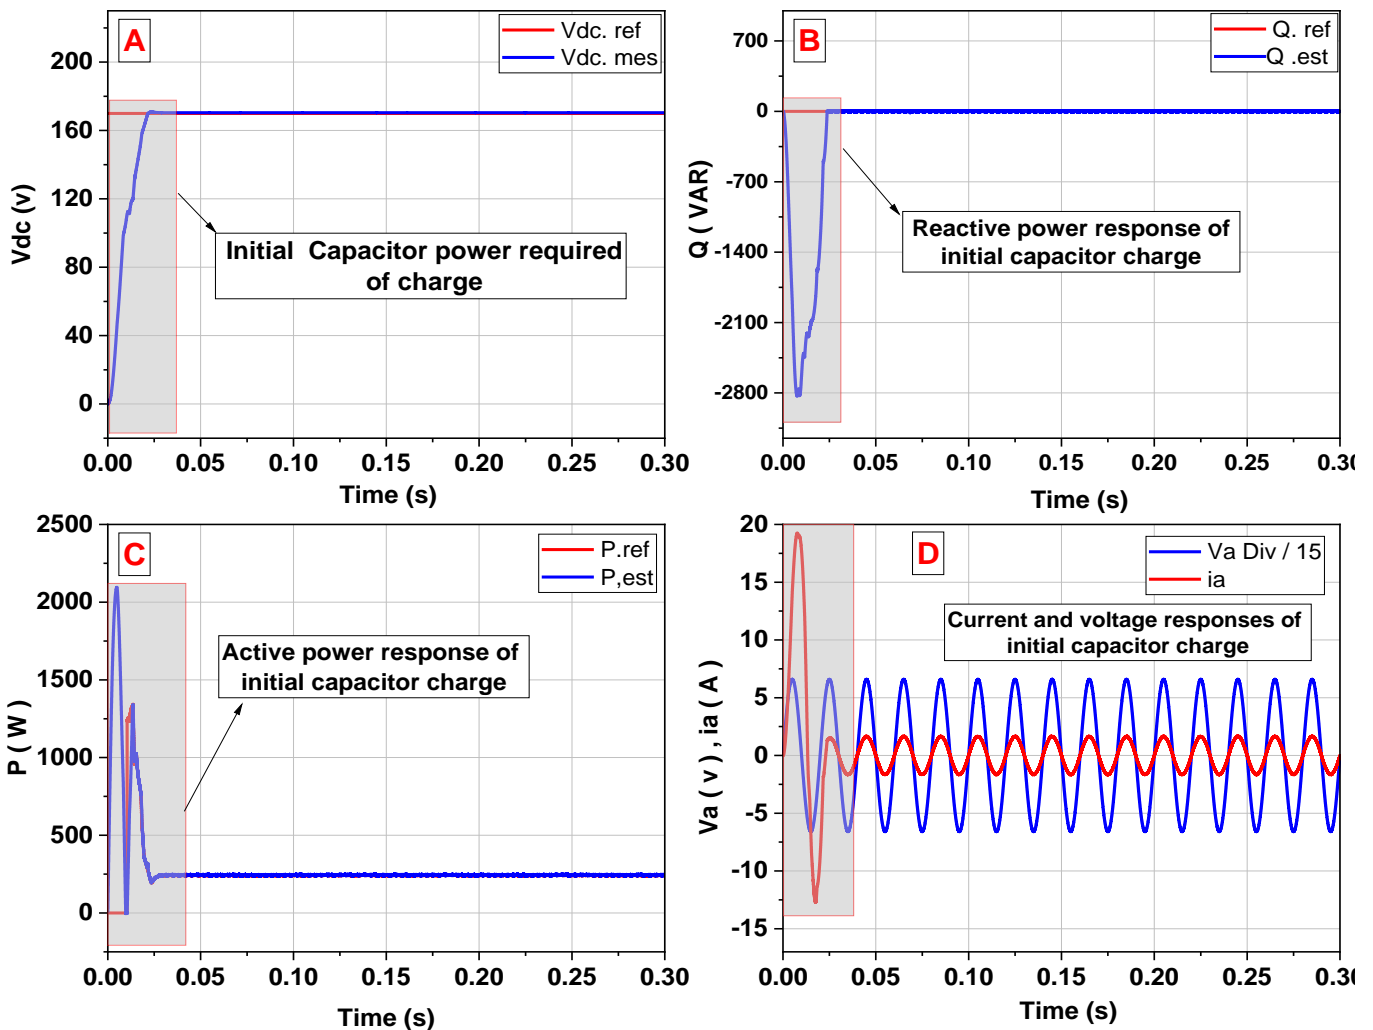 A
Vdc. ref
Vdc. mes
200
160
120
80
40
0
Vdc (v)
Initial Capacitor power required
of charge
0.00 0.05 0.10 0.15 0.20 0.25 0.30
Time (s)
B
Q. ref
Q .est
700
0
-700
-1400
-2100
-2800
Q ( VAR)
Reactive power response of
initial capacitor charge
0.00 0.05 0.10 0.15 0.20 0.25 0.30
Time (s)
C
P.ref
P,est
2500
2000
1500
1000
500
0
P ( W )
Active power response of
initial capacitor charge
0.00 0.05 0.10 0.15 0.20 0.25 0.30
Time (s)
D
Va Div / 15
ia
20
15
10
5
0
-5
-10
-15
Va ( v ) , ia ( A )
Current and voltage responses of
initial capacitor charge
0.00 0.05 0.10 0.15 0.20 0.25 0.30
Time (s)